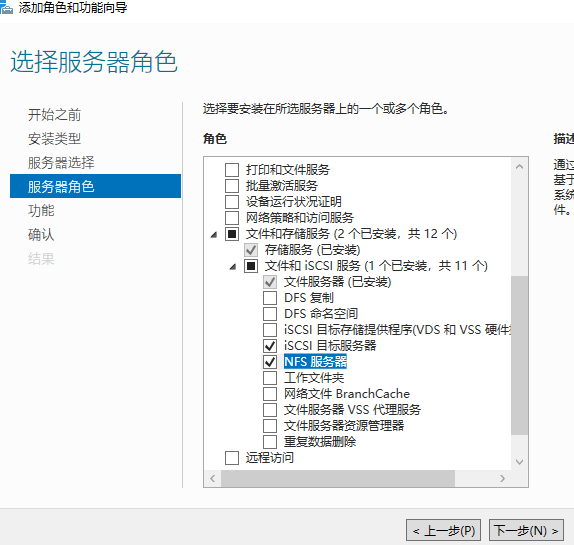 添加角色和功能向导
选择服务器角色
开始之前
安装类型
服务器选择
服务器角色
功能
确认
结果
选择要安装在所选服务器上的一个或多个角色。
角色
打印和文件服务
批量激活服务
设备运行状况证明
网络策略和访问服务
文件和存储服务 (2 个已安装，共 12 个)
存储服务 (已安装)
文件和 iSCSI 服务 (1 个已安装，共 11 个)
文件服务器 (已安装)
DFS 复制
DFS 命名空间
iSCSI 目标存储提供程序(VDS 和 VSS 硬件
iSCSI 目标服务器
NFS 服务器
工作文件夹
网络文件 BranchCache
文件服务器 VSS 代理服务
文件服务器资源管理器
重复数据删除
远程访问
描述
通过
基于
系统
件。
< 上一步(P)
下一步(N) >